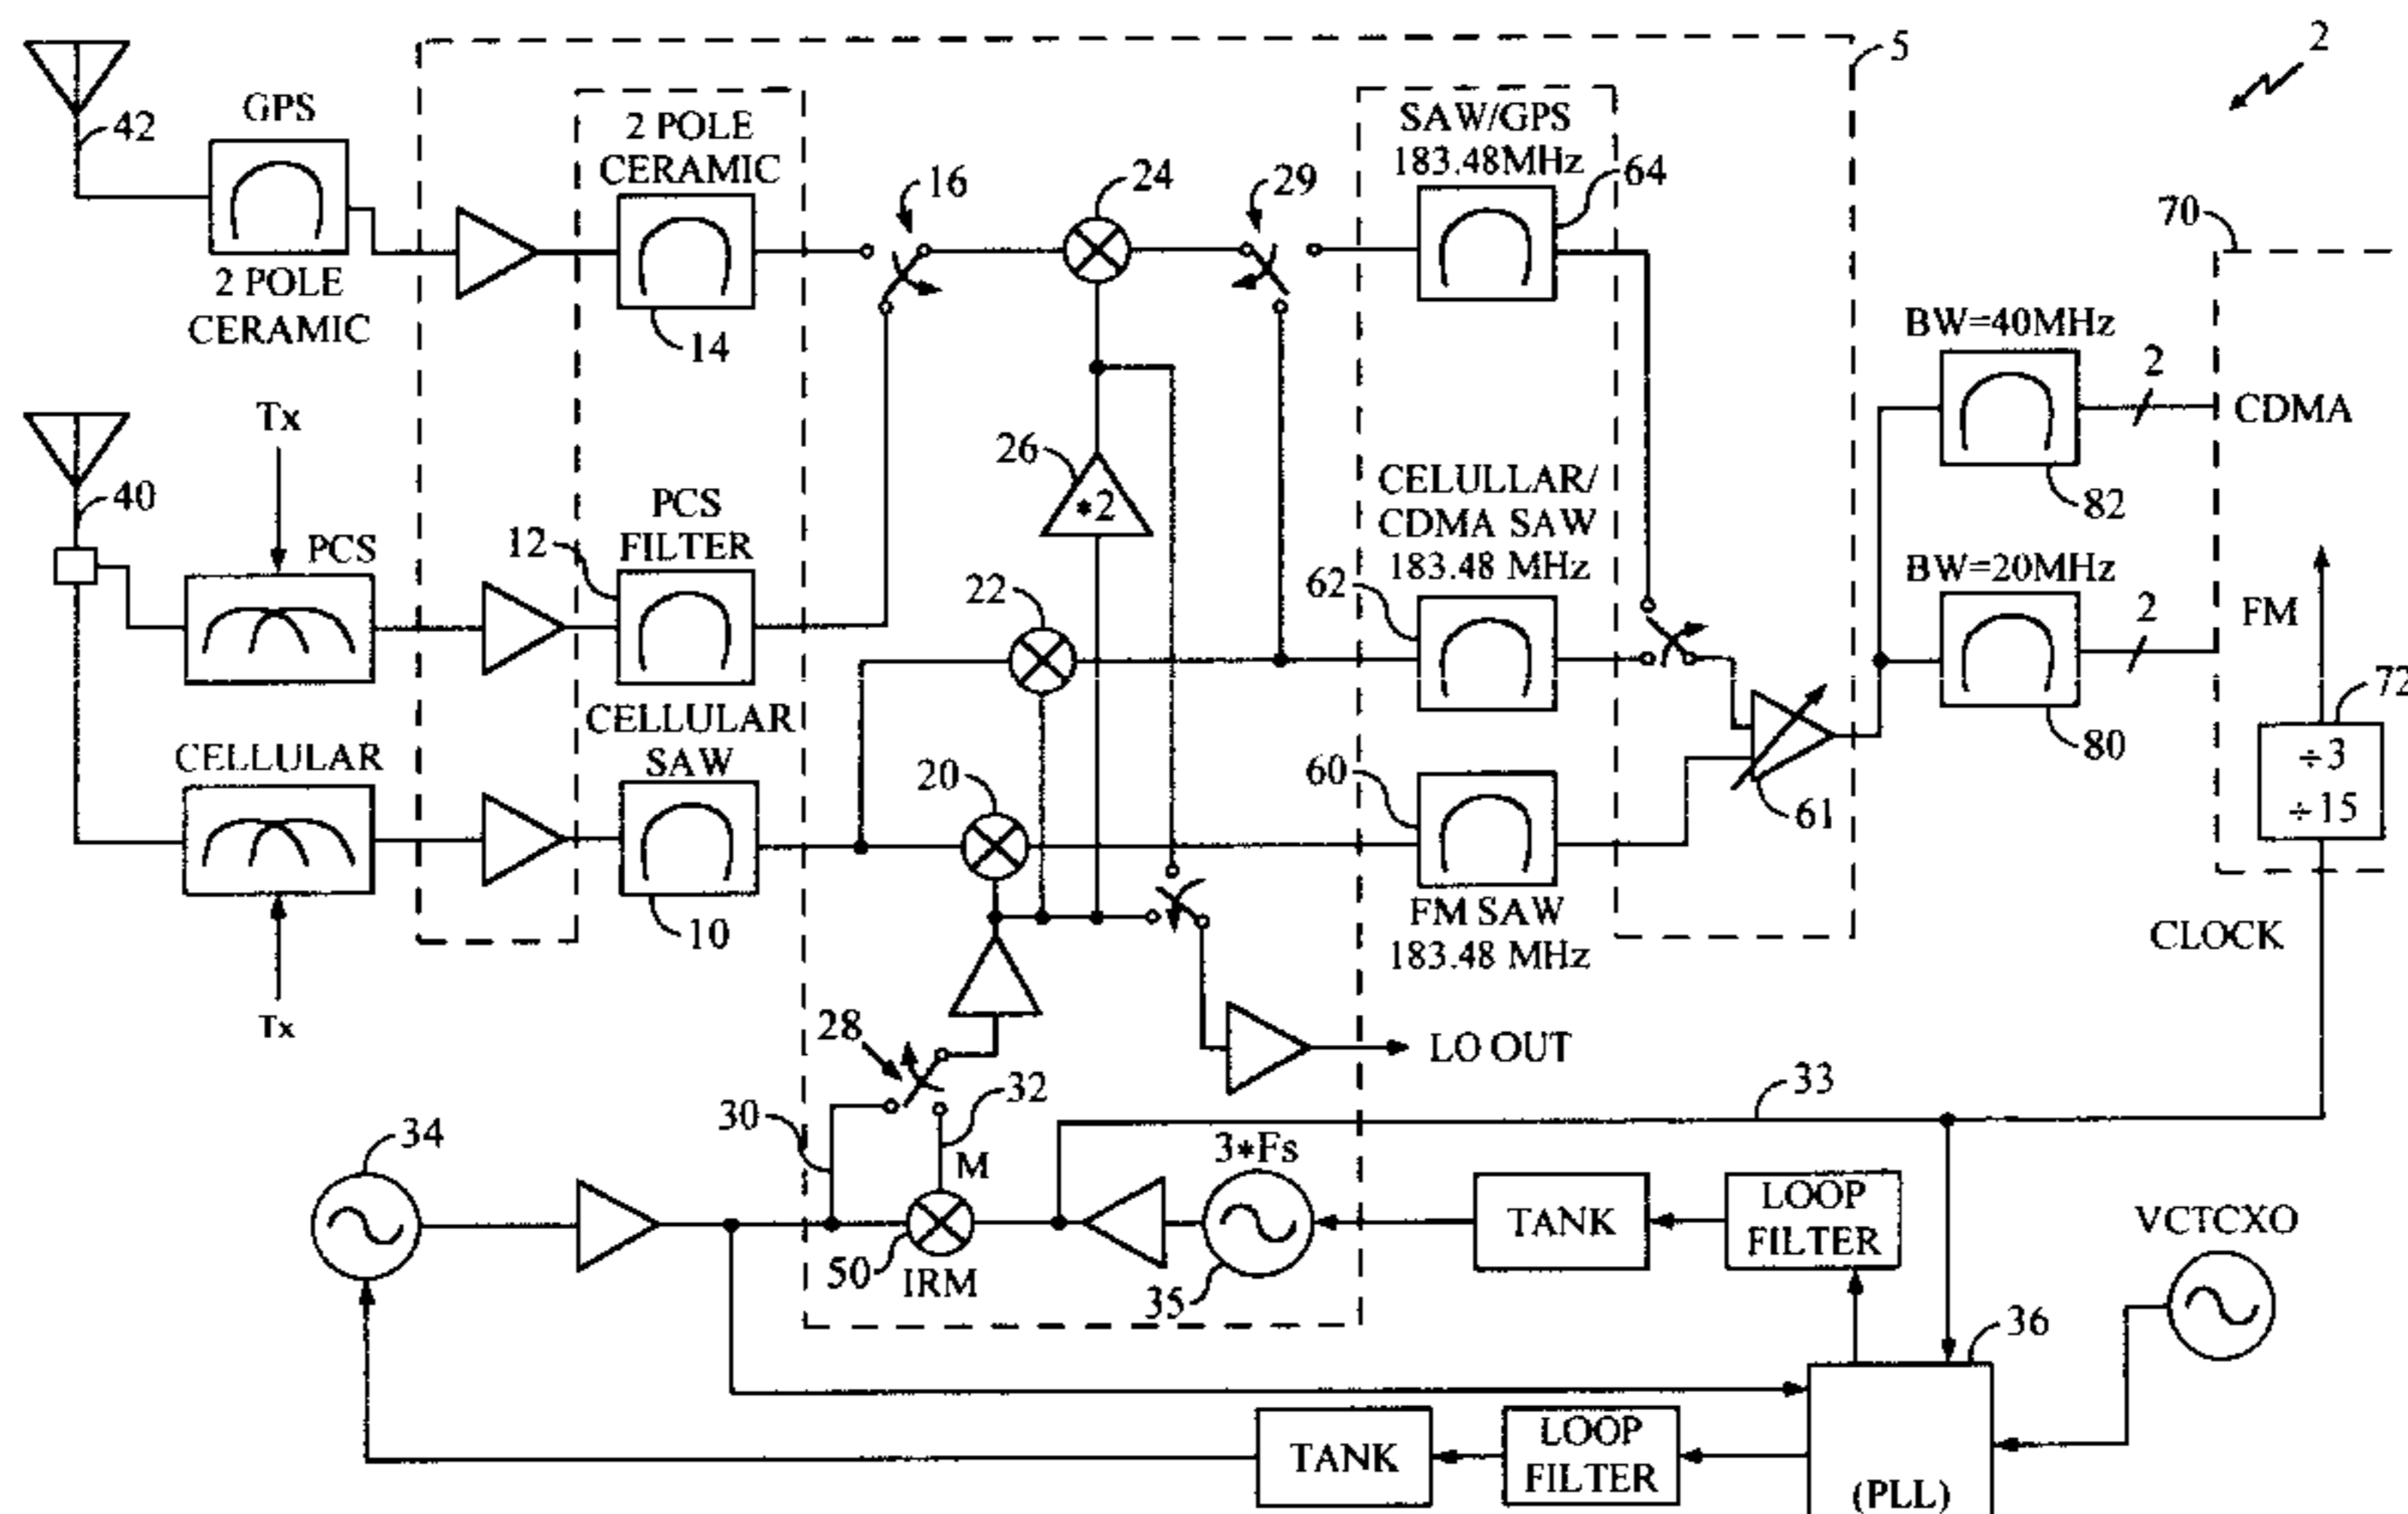 2
5
42
GPS
2 POLE
CERAMIC
2 POLE
CERAMIC
14
16
24
29
SAW/GPS
183.48MHz
64
70
BW=40MHz
2
CDMA
82
Tx
40
PCS
12
PCS
FILTER
26
*2
22
CELULLAR/
CDMA SAW
183.48 MHz
62
BW=20MHz
2
FM
80
72
÷3
÷15
CELLULAR
CELLULAR
SAW
10
20
60
61
FM SAW
183.48 MHz
CLOCK
Tx
28
LO OUT
30
32
33
34
M
3*Fs
50
IRM
35
TANK
LOOP
FILTER
VCTCXO
36
TANK
LOOP
FILTER
(PLL)